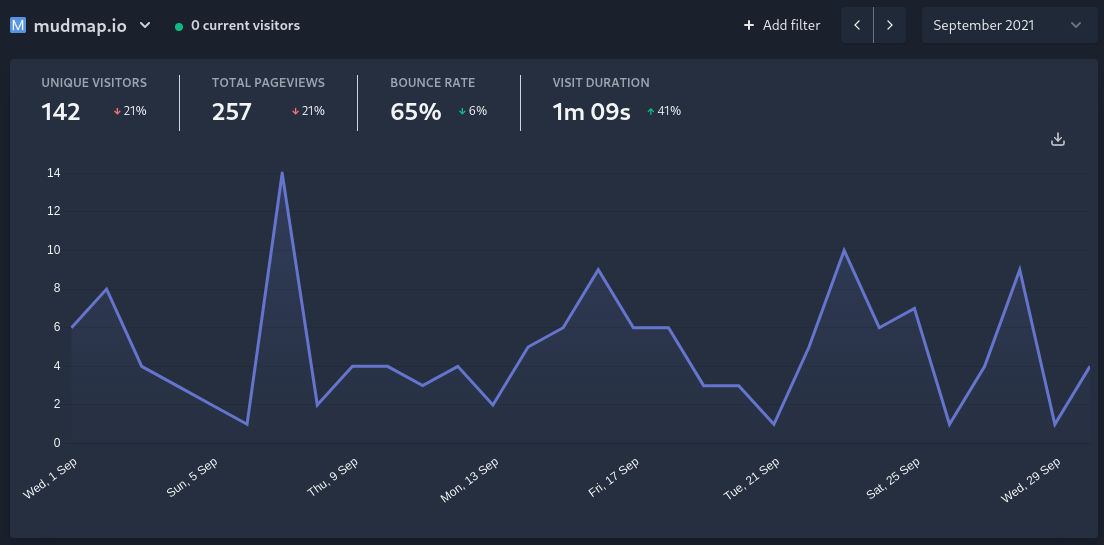 M mudmap.io 0 current visitors + Add filter < > September 2021
UNIQUE VISITORS TOTAL PAGEVIEWS BOUNCE RATE VISIT DURATION
142 ↓ 21% 257 ↓ 21% 65% ↓ 6% 1m 09s ↑ 41%
14
12
10
8
6
4
2
0
Wed, 1 Sep Sun, 5 Sep Thu, 9 Sep Mon, 13 Sep Fri, 17 Sep Tue, 21 Sep Sat, 25 Sep Wed, 29 Sep